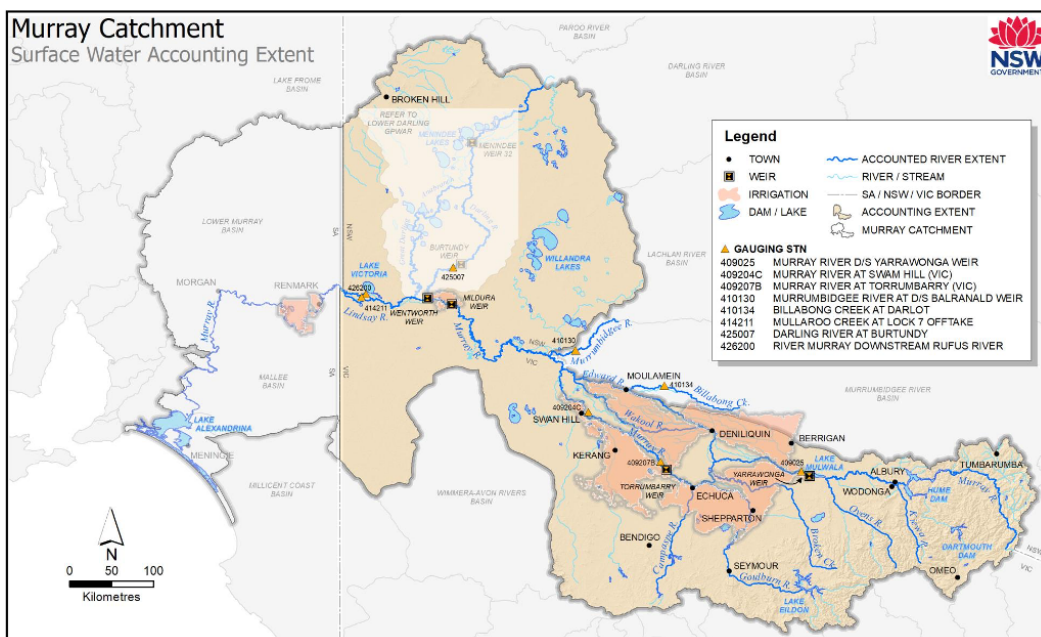 Murray Catchment
Surface Water Accounting Extent
NSW
GOVERNMENT
PAROO RIVER
BASIN
DARLING RIVER
BASIN
LAKE FROME
BASIN
BROKEN HILL
REFER TO
LOWER DARLING
GPWAR
MENINDEE
LAKES
MENINDEE
WEIR 32
Legend
TOWN
WEIR
IRRIGATION
DAM / LAKE
ACCOUNTED RIVER EXTENT
RIVER / STREAM
SA / NSW / VIC BORDER
ACCOUNTING EXTENT
MURRAY CATCHMENT
GAUGING STN
409025 MURRAY RIVER D/S YARRAWONGA WEIR
409204C MURRAY RIVER AT SWAM HILL (VIC)
409207B MURRAY RIVER AT TORRUMBARRY (VIC)
410130 MURRUMBIDGEE RIVER AT D/S BALRANALD WEIR
410134 BILLABONG CREEK AT DARLOT
414211 MULLAROO CREEK AT LOCK 7 OFFTAKE
425007 DARLING RIVER AT BURTUNDY
426200 RIVER MURRAY DOWNSTREAM RUFUS RIVER
LOWER MURRAY
BASIN
SA
NSW
BURTUNDY
WEIR
425007
WILLANDRA
LAKES
LACHLAN RIVER
BASIN
LAKE
VICTORIA
426200
MORGAN
RENMARK
414211
Lindsay R.
WENTWORTH
WEIR
MILDURA
WEIR
Murray R.
Murray R.
NSW
VIC
410130
Murrumbidgee R.
SA
VIC
MALLEE
BASIN
Edward R.
MOULAMEIN
410134
Billabong Ck.
MURRUMBIDGEE RIVER
BASIN
409204C
SWAN HILL
Wakool R.
Murray R.
DENILIQUIN
BERRIGAN
LAKE
ALEXANDRINA
MENINGIE
KERANG
409207B
TORRUMBARRY
WEIR
409025
LAKE
MULWALA
YARRAWONGA
WEIR
ALBURY
WODONGA
TUMBARUMBA
HUME
DAM
Murray R.
ECHUCA
SHEPPARTON
MILLICENT COAST
BASIN
WIMMERA-AVON RIVERS
BASIN
BENDIGO
Campaspe R.
Broken Ck.
Ovens R.
Kiewa R.
DARTMOUTH
DAM
NSW
VIC
OMEO
SEYMOUR
Goulburn R.
LAKE
EILDON
N
0 50 100
Kilometres